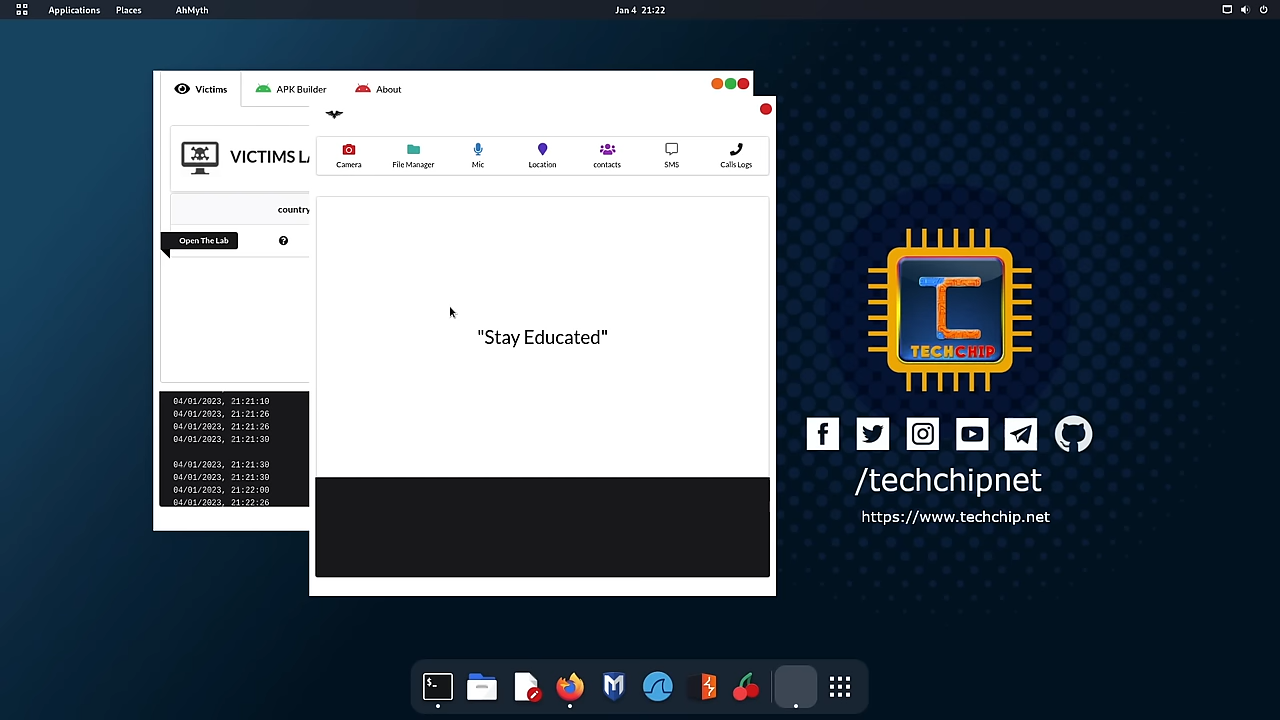 Applications Places AhMyth Jan 4 21:22
Victims APK Builder About
VICTIMS LA
country
Open The Lab
04/01/2023, 21:21:10
04/01/2023, 21:21:26
04/01/2023, 21:21:26
04/01/2023, 21:21:30
04/01/2023, 21:21:30
04/01/2023, 21:21:30
04/01/2023, 21:22:00
04/01/2023, 21:22:26
Camera File Manager Mic Location contacts SMS Calls Logs
"Stay Educated"
TC
TECHCHIP
/techchipnet
https://www.techchip.net